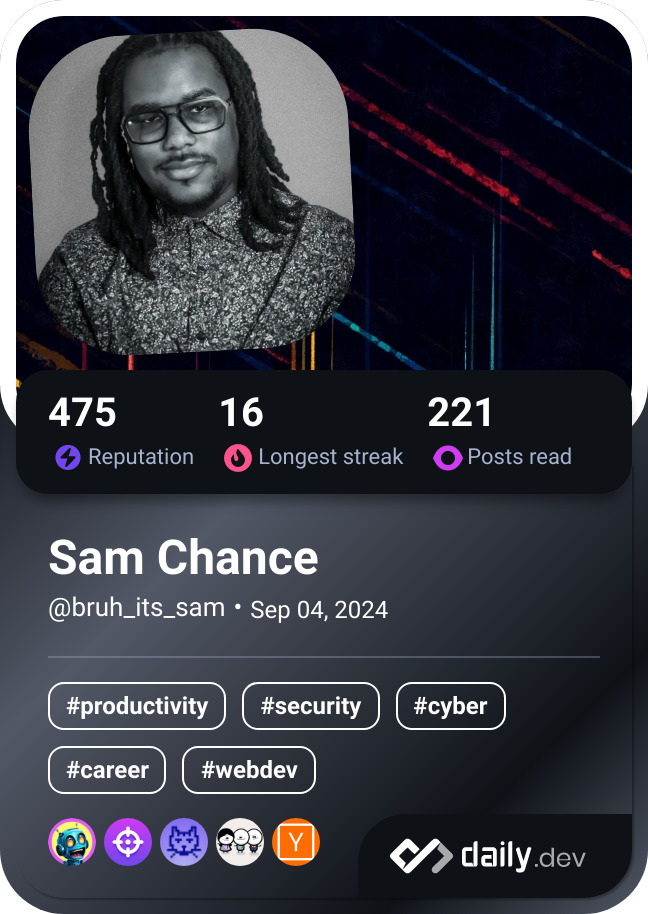 475 16 221
Reputation Longest streak Posts read
Sam Chance
@bruh_its_sam • Sep 04, 2024
#productivity #security #cyber
#career #webdev
Y
daily.dev